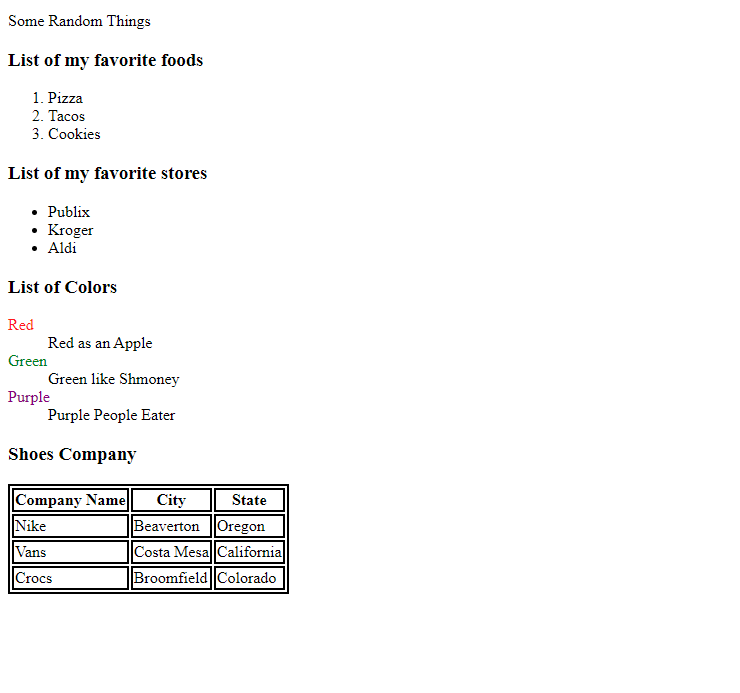 Some Random Things
List of my favorite foods
1. Pizza
2. Tacos
3. Cookies
List of my favorite stores
• Publix
• Kroger
• Aldi
List of Colors
Red
Red as an Apple
Green
Green like Shmoney
Purple
Purple People Eater
Shoes Company
Company Name City State
Nike Beaverton Oregon
Vans Costa Mesa California
Crocs Broomfield Colorado